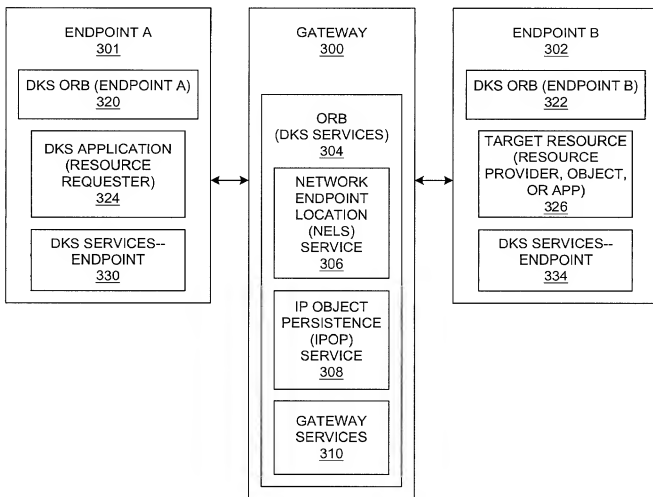 ENDPOINT A
301
DKS ORB (ENDPOINT A)
320
DKS APPLICATION
(RESOURCE
REQUESTER)
324
DKS SERVICES--
ENDPOINT
330
GATEWAY
300
ORB
(DKS SERVICES)
304
NETWORK
ENDPOINT
LOCATION
(NELS)
SERVICE
306
IP OBJECT
PERSISTENCE
(IPOP)
SERVICE
308
GATEWAY
SERVICES
310
ENDPOINT B
302
DKS ORB (ENDPOINT B)
322
TARGET RESOURCE
(RESOURCE
PROVIDER, OBJECT,
OR APP)
326
DKS SERVICES--
ENDPOINT
334